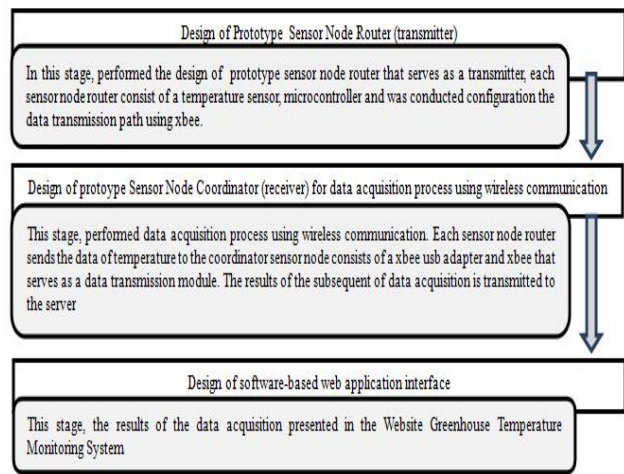 Design of Prototype Sensor Node Router (transmitter)
In this stage, performed the design of prototype sensor node router that serves as a transmitter, each
sensor node router consist of a temperature sensor, microcontroller and was conducted configuration the
data transmission path using xbee.
Design of protoype Sensor Node Coordinator (receiver) for data acquisition process using wireless communication
This stage, performed data acquisition process using wireless communication. Each sensor node router
sends the data of temperature to the coordinator sensor node consists of a xbee usb adapter and xbee that
serves as a data transmission module. The results of the subsequent of data acquisition is transmitted to
the server
Design of software-based web application interface
This stage, the results of the data acquisition presented in the Website Greenhouse Temperature
Monitoring System